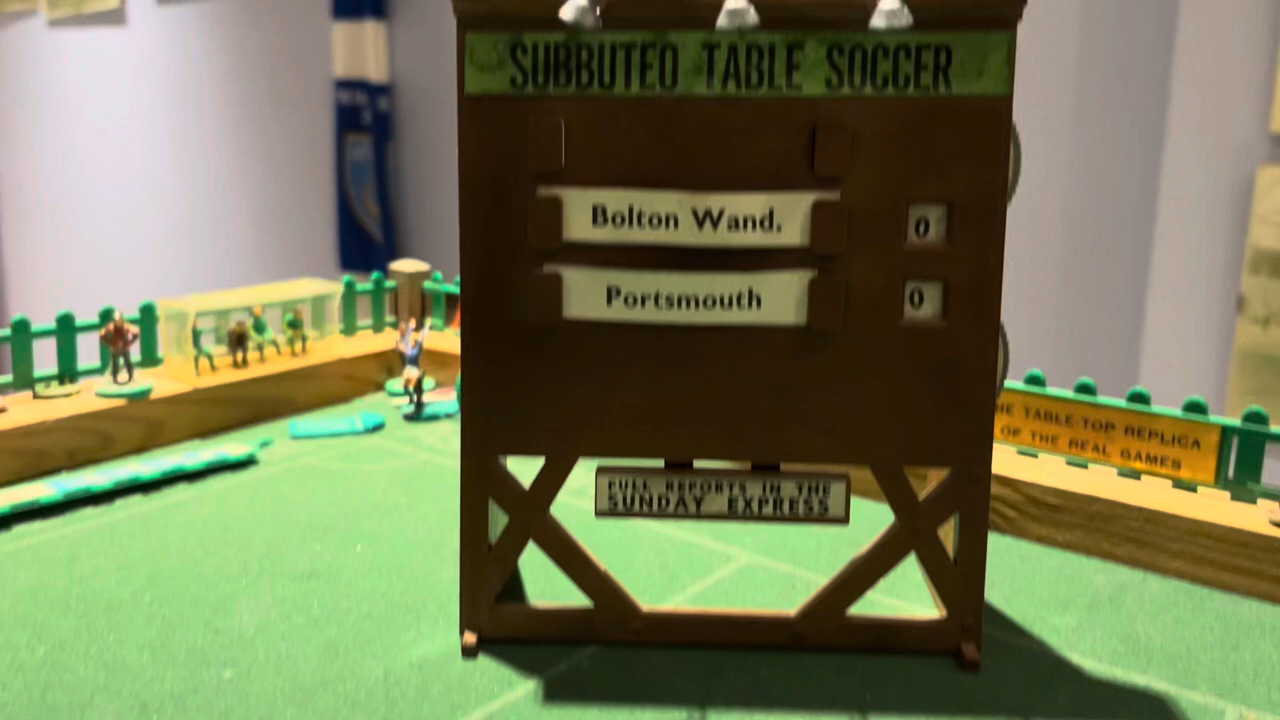 SUBBUTEO TABLE SOCCER
Bolton Wand. 0
Portsmouth 0
FULL REPORTS IN THE
SUNDAY EXPRESS
TABLE-TOP REPLICA
OF THE REAL GAMES